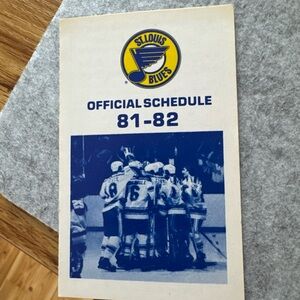 ST. LOUIS
BLUES
OFFICIAL SCHEDULE
81-82